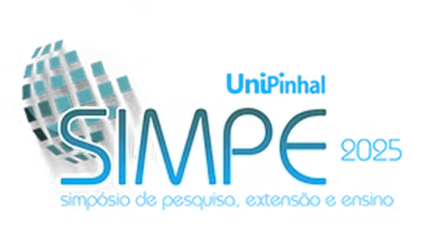 UniPinhal
SIMPE 2025
simpósio de pesquisa, extensão e ensino